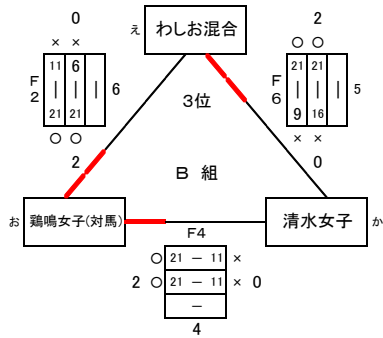 え わしお混合
0 2
× × ○ ○
F2 11 6 | 21 21 | F6
| | | 6 | | | 5
21 21 9 16
○ ○ × ×
2 0
3位
B 組
お 鶏鳴女子(対馬) 清水女子 か
F4
○ 21 - 11 ×
2 ○ 21 - 11 × 0
-
4